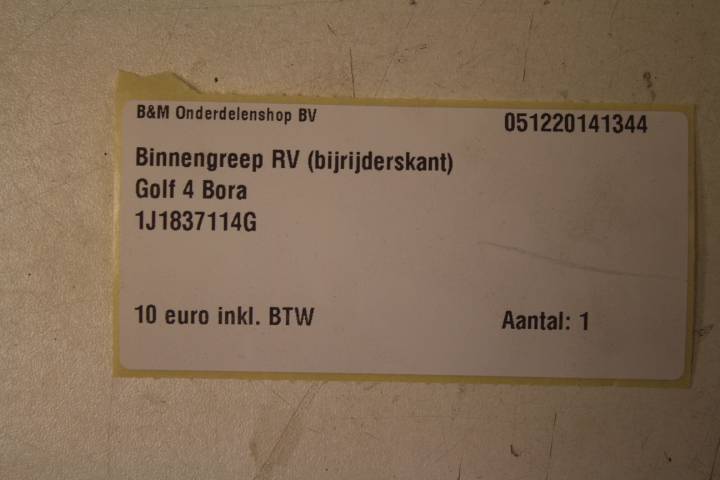 B&M Onderdelenshop BV
051220141344
Binnengreep RV (bijrijderskant)
Golf 4 Bora
1J1837114G
10 euro inkl. BTW
Aantal: 1